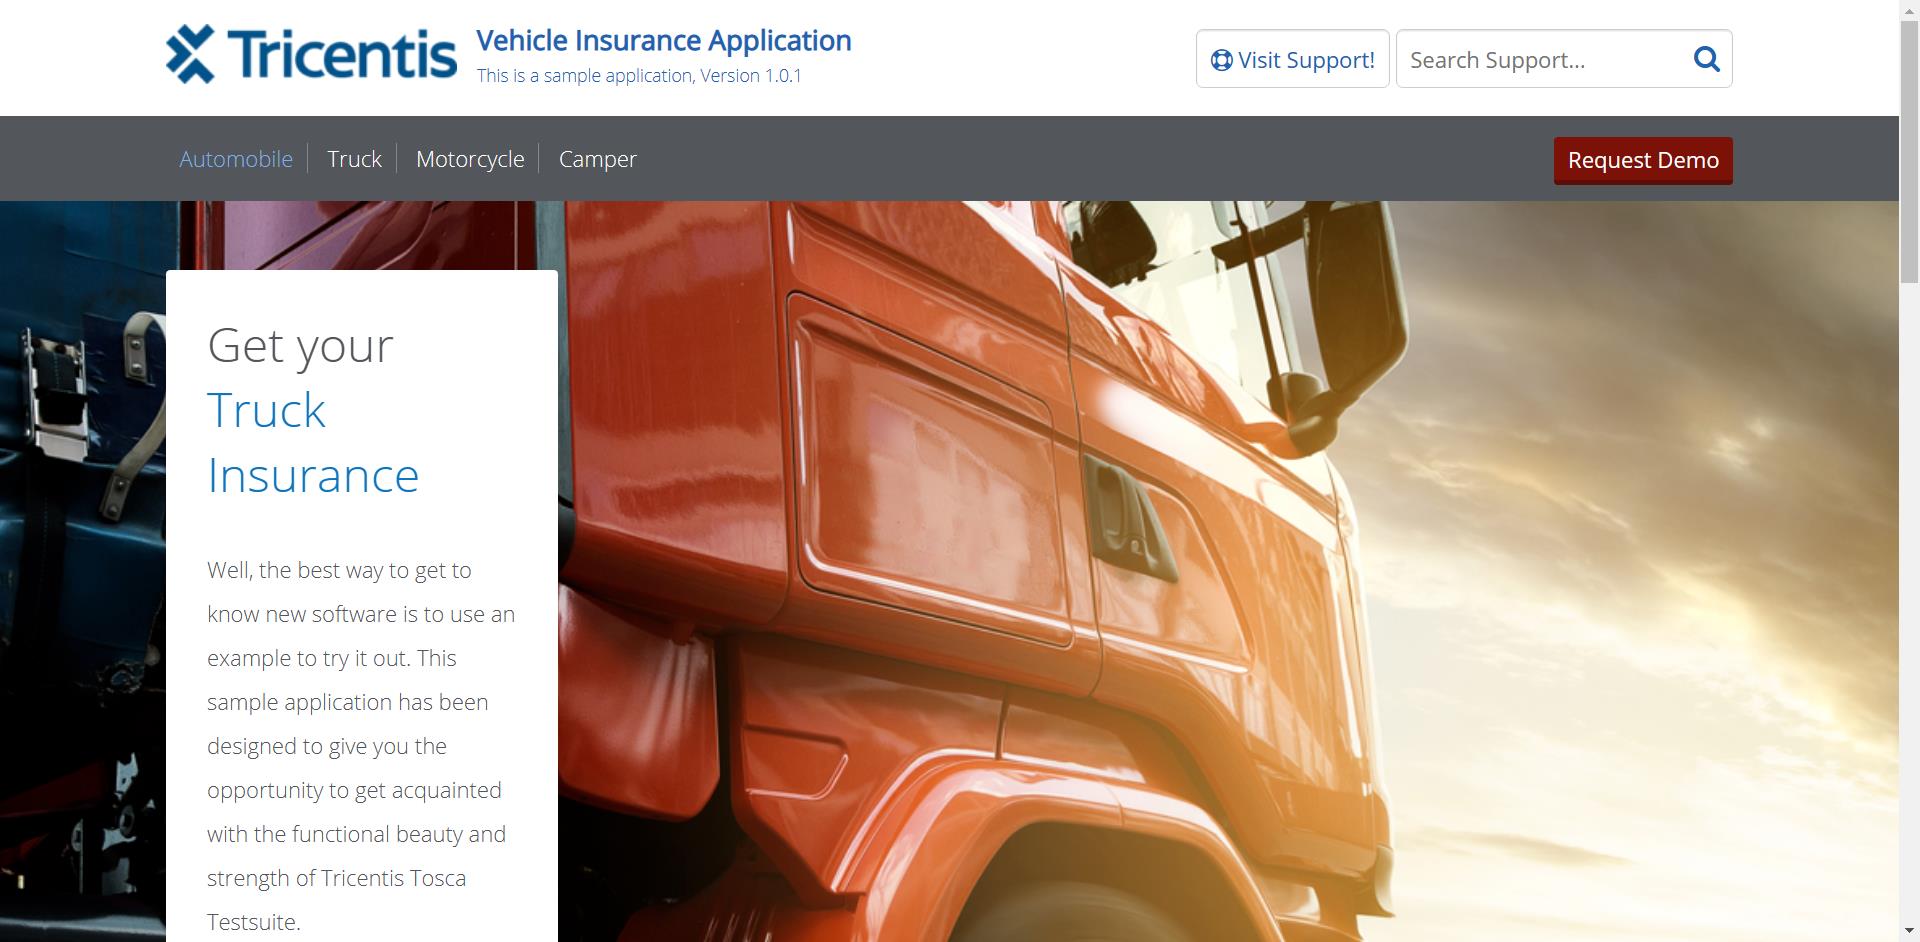 Tricentis
Vehicle Insurance Application
This is a sample application, Version 1.0.1
Visit Support!
Search Support...
Automobile
Truck
Motorcycle
Camper
Request Demo
Get your
Truck
Insurance
Well, the best way to get to
know new software is to use an
example to try it out. This
sample application has been
designed to give you the
opportunity to get acquainted
with the functional beauty and
strength of Tricentis Tosca
Testsuite.